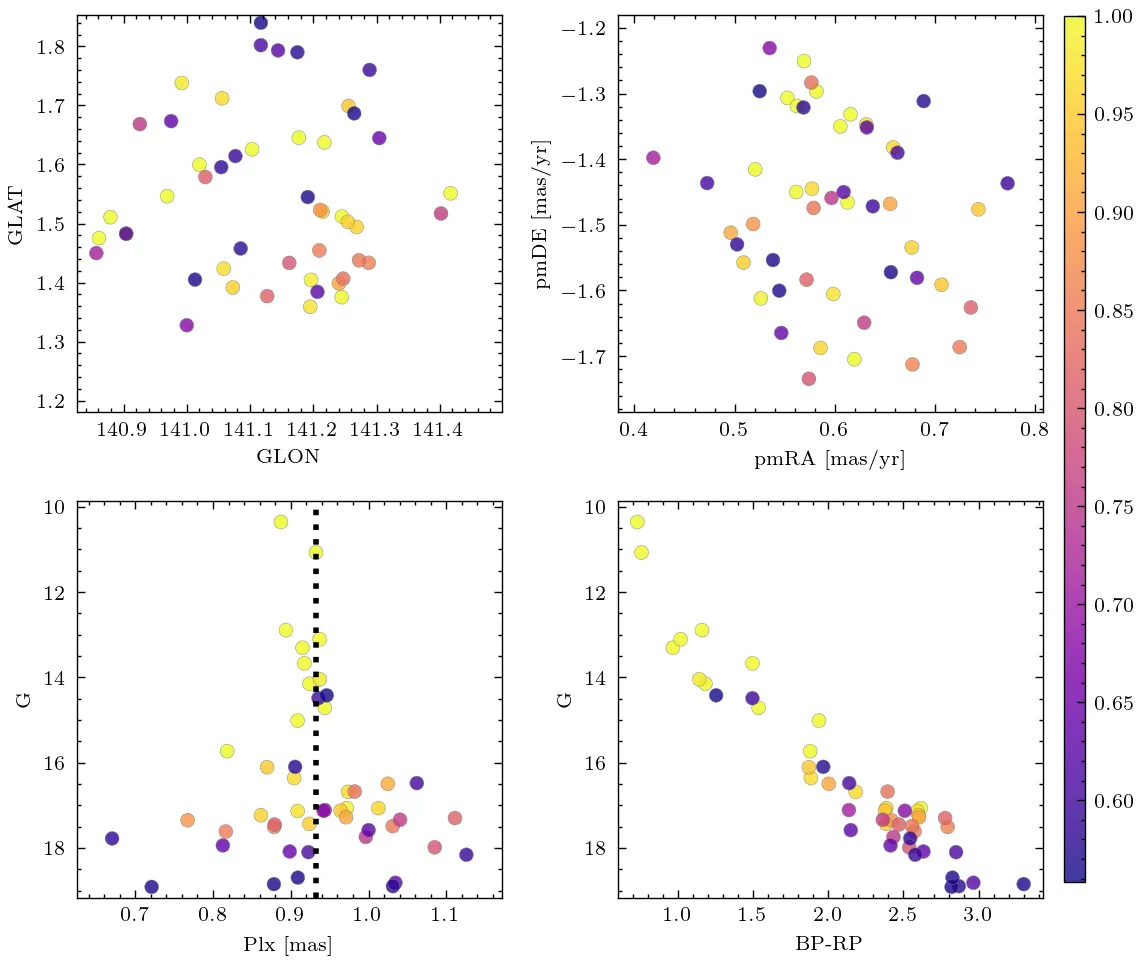 1.8
1.7
1.6
1.5
1.4
1.3
1.2
GLAT
140.9 141.0 141.1 141.2 141.3 141.4
GLON
−1.2
−1.3
−1.4
−1.5
−1.6
−1.7
pmDE [mas/yr]
0.4 0.5 0.6 0.7 0.8
pmRA [mas/yr]
1.00
0.95
0.90
0.85
0.80
0.75
0.70
0.65
0.60
10
12
14
16
18
G
0.7 0.8 0.9 1.0 1.1
Plx [mas]
10
12
14
16
18
G
1.0 1.5 2.0 2.5 3.0
BP-RP